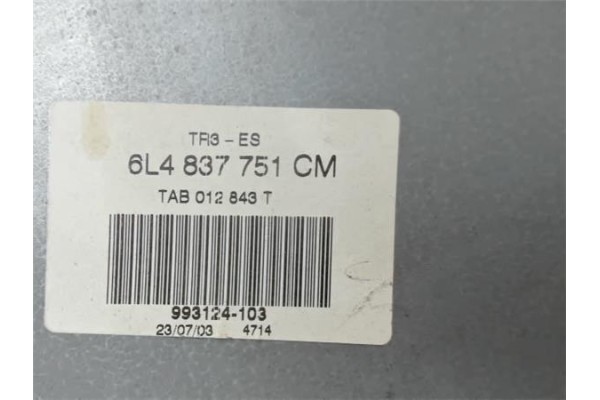 TR3 - ES
6L4 837 751 CM
TAB 012 843 T
993124-103
23/07/03 4714